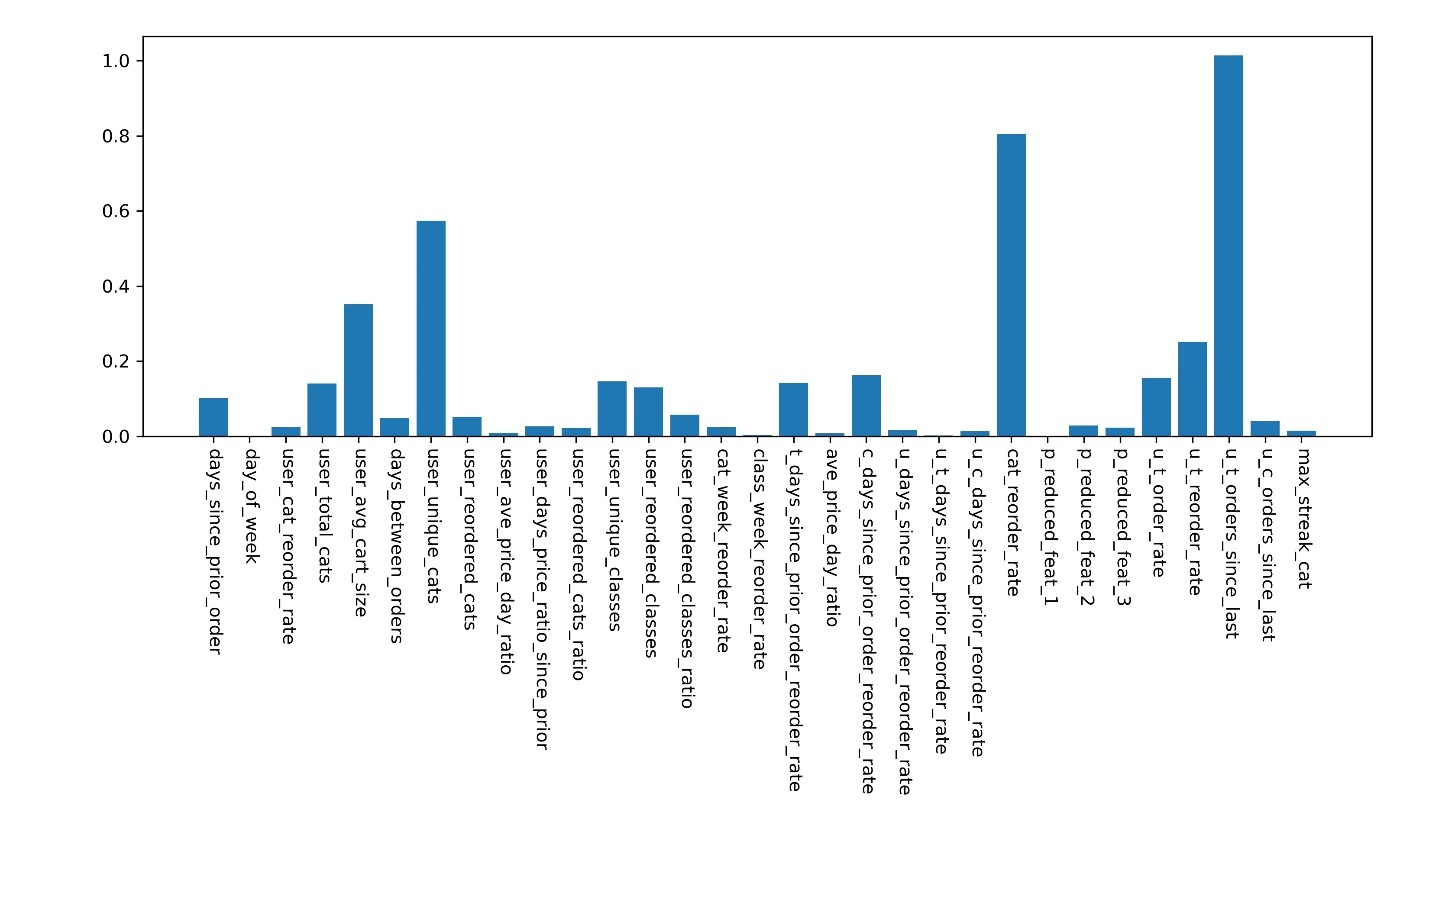 1.0
0.8
0.6
0.4
0.2
0.0
days_since_prior_order
day_of_week
user_cat_reorder_rate
user_total_cats
user_avg_cart_size
days_between_orders
user_unique_cats
user_reordered_cats
user_ave_price_day_ratio
user_days_price_ratio_since_prior
user_reordered_cats_ratio
user_unique_classes
user_reordered_classes
user_reordered_classes_ratio
cat_week_reorder_rate
class_week_reorder_rate
t_days_since_prior_order_reorder_rate
ave_price_day_ratio
c_days_since_prior_order_reorder_rate
u_days_since_prior_order_reorder_rate
u_t_days_since_prior_reorder_rate
u_c_days_since_prior_reorder_rate
cat_reorder_rate
p_reduced_feat_1
p_reduced_feat_2
p_reduced_feat_3
u_t_order_rate
u_t_reorder_rate
u_t_orders_since_last
u_c_orders_since_last
max_streak_cat